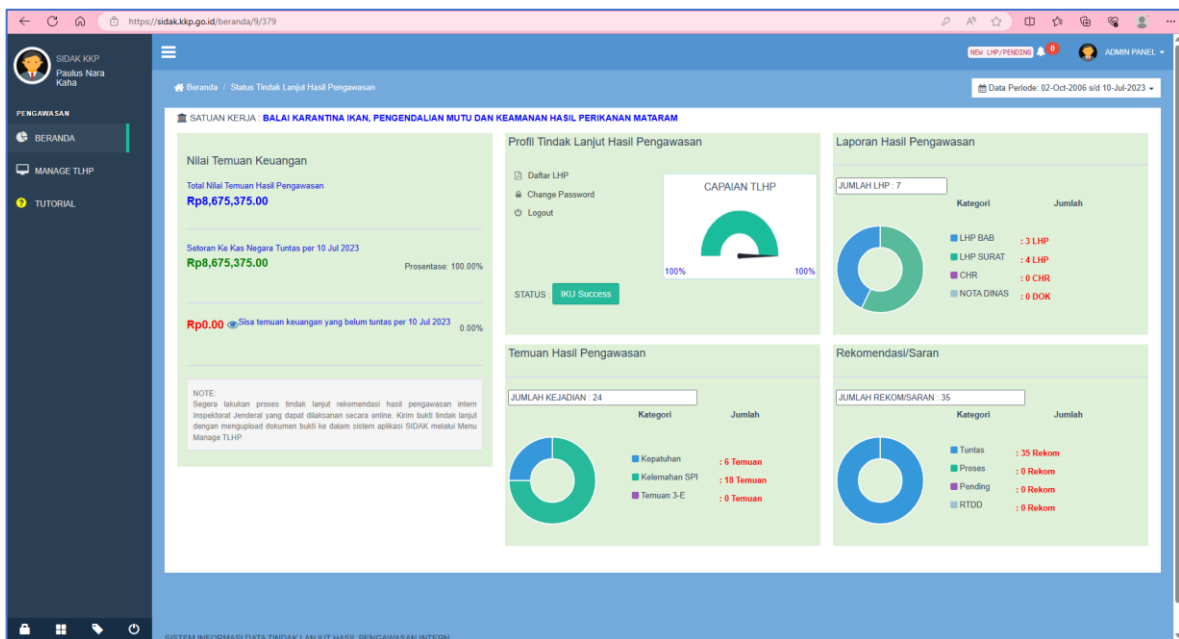 https://sidak.kkp.go.id/beranda/9/379
SIDAK KKP
Paulus Nara
Kaha
PENGAWASAN
BERANDA
MANAGE TLHP
TUTORIAL
NEW LHP/PENDING 0
ADMIN PANEL
Beranda / Status Tindak Lanjut Hasil Pengawasan
Data Periode: 02-Oct-2006 s/d 10-Jul-2023
SATUAN KERJA : BALAI KARANTINA IKAN, PENGENDALIAN MUTU DAN KEAMANAN HASIL PERIKANAN MATARAM
Nilai Temuan Keuangan
Total Nilai Temuan Hasil Pengawasan
Rp8,675,375.00
Setoran Ke Kas Negara Tuntas per 10 Jul 2023
Rp8,675,375.00
Prosentase: 100.00%
Rp0.00 Sisa temuan keuangan yang belum tuntas per 10 Jul 2023 0.00%
NOTE:
Segera lakukan proses tindak lanjut rekomendasi hasil pengawasan intern
Inspektorat Jenderal yang dapat dilaksanan secara online. Kirim bukti tindak lanjut
dengan mengupload dokumen bukti ke dalam sistem aplikasi SIDAK melalui Menu
Manage TLHP.
Profil Tindak Lanjut Hasil Pengawasan
Daftar LHP
Change Password
Logout
CAPAIAN TLHP
100% 100%
STATUS : IKU Success
Laporan Hasil Pengawasan
JUMLAH LHP : 7
Kategori Jumlah
LHP BAB : 3 LHP
LHP SURAT : 4 LHP
CHR : 0 CHR
NOTA DINAS : 0 DOK
Temuan Hasil Pengawasan
JUMLAH KEJADIAN : 24
Kategori Jumlah
Kepatuhan : 6 Temuan
Kelemahan SPI : 18 Temuan
Temuan 3-E : 0 Temuan
Rekomendasi/Saran
JUMLAH REKOM/SARAN : 35
Kategori Jumlah
Tuntas : 35 Rekom
Proses : 0 Rekom
Pending : 0 Rekom
RTDD : 0 Rekom
SISTEM INFORMASI DATA TINDAK LANJUT HASIL PENGAWASAN INTERN